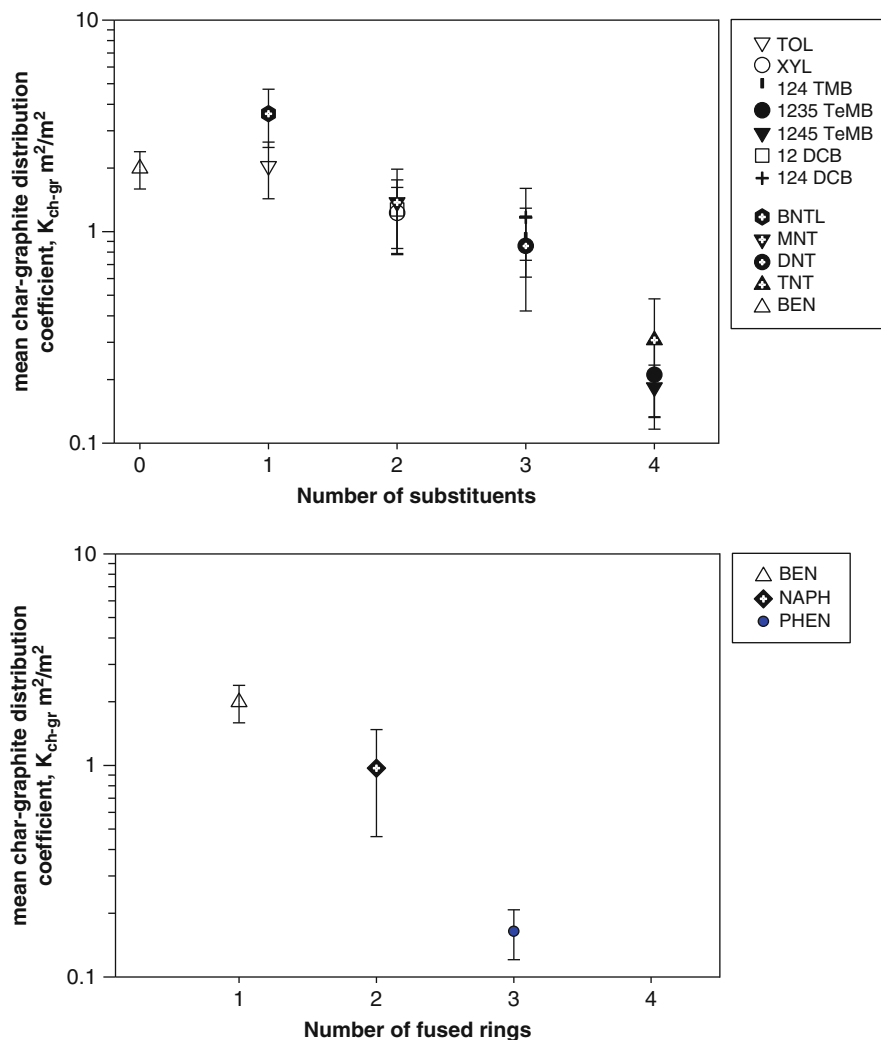 10
1
0.1
mean char-graphite distribution
coefficient, K_ch-gr m²/m²
0 1 2 3 4
Number of substituents
TOL
XYL
124 TMB
1235 TeMB
1245 TeMB
12 DCB
124 DCB
BNTL
MNT
DNT
TNT
BEN
10
1
0.1
mean char-graphite distribution
coefficient, K_ch-gr m²/m²
1 2 3 4
Number of fused rings
BEN
NAPH
PHEN